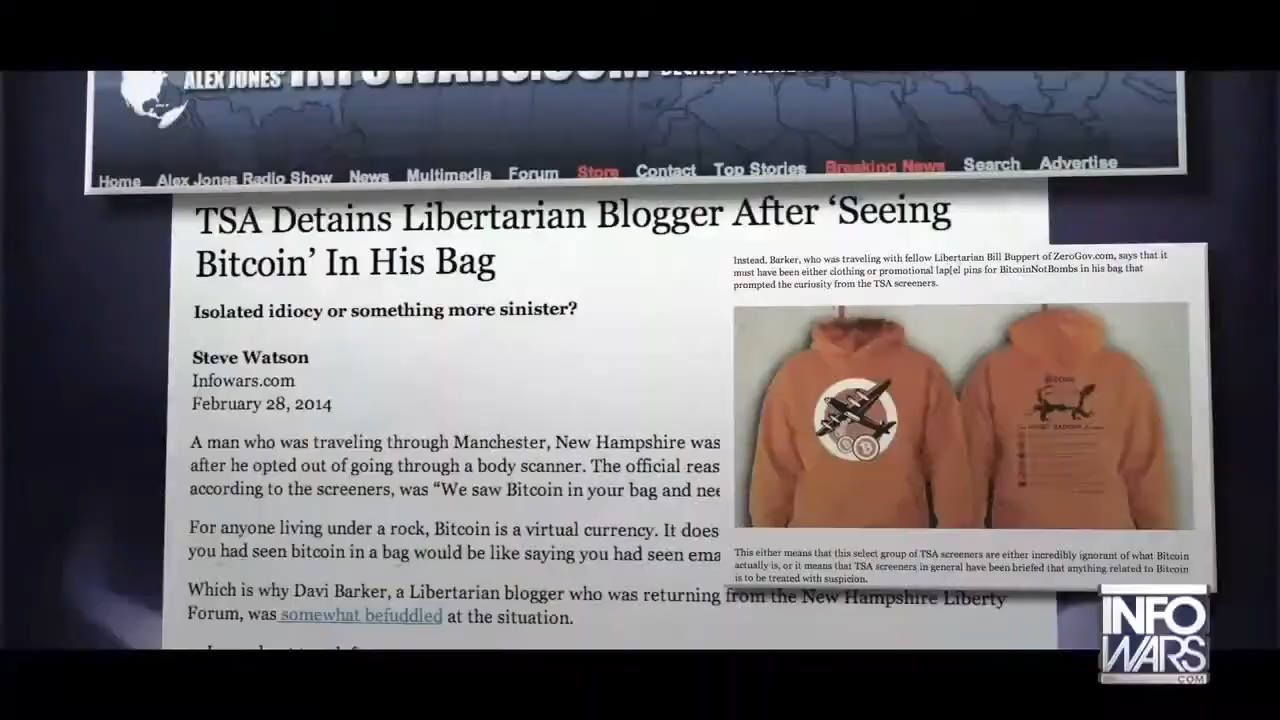 ALEX JONES' INFOWARS.COM
Home Alex Jones Radio Show News Multimedia Forum Store Contact Top Stories Breaking News Search Advertise
TSA Detains Libertarian Blogger After ‘Seeing
Bitcoin’ In His Bag
Isolated idiocy or something more sinister?
Steve Watson
Infowars.com
February 28, 2014
A man who was traveling through Manchester, New Hampshire was
after he opted out of going through a body scanner. The official reas
according to the screeners, was “We saw Bitcoin in your bag and nee
For anyone living under a rock, Bitcoin is a virtual currency. It does
you had seen bitcoin in a bag would be like saying you had seen ema
Which is why Davi Barker, a Libertarian blogger who was returning from the New Hampshire Liberty
Forum, was somewhat befuddled at the situation.
Instead, Barker, who was traveling with fellow Libertarian Bill Buppert of ZeroGov.com, says that it
must have been either clothing or promotional lap[el pins for BitcoinNotBombs in his bag that
prompted the curiosity from the TSA screeners.
This either means that this select group of TSA screeners are either incredibly ignorant of what Bitcoin
actually is, or it means that TSA screeners in general have been briefed that anything related to Bitcoin
is to be treated with suspicion.
INFO
WARS
.COM